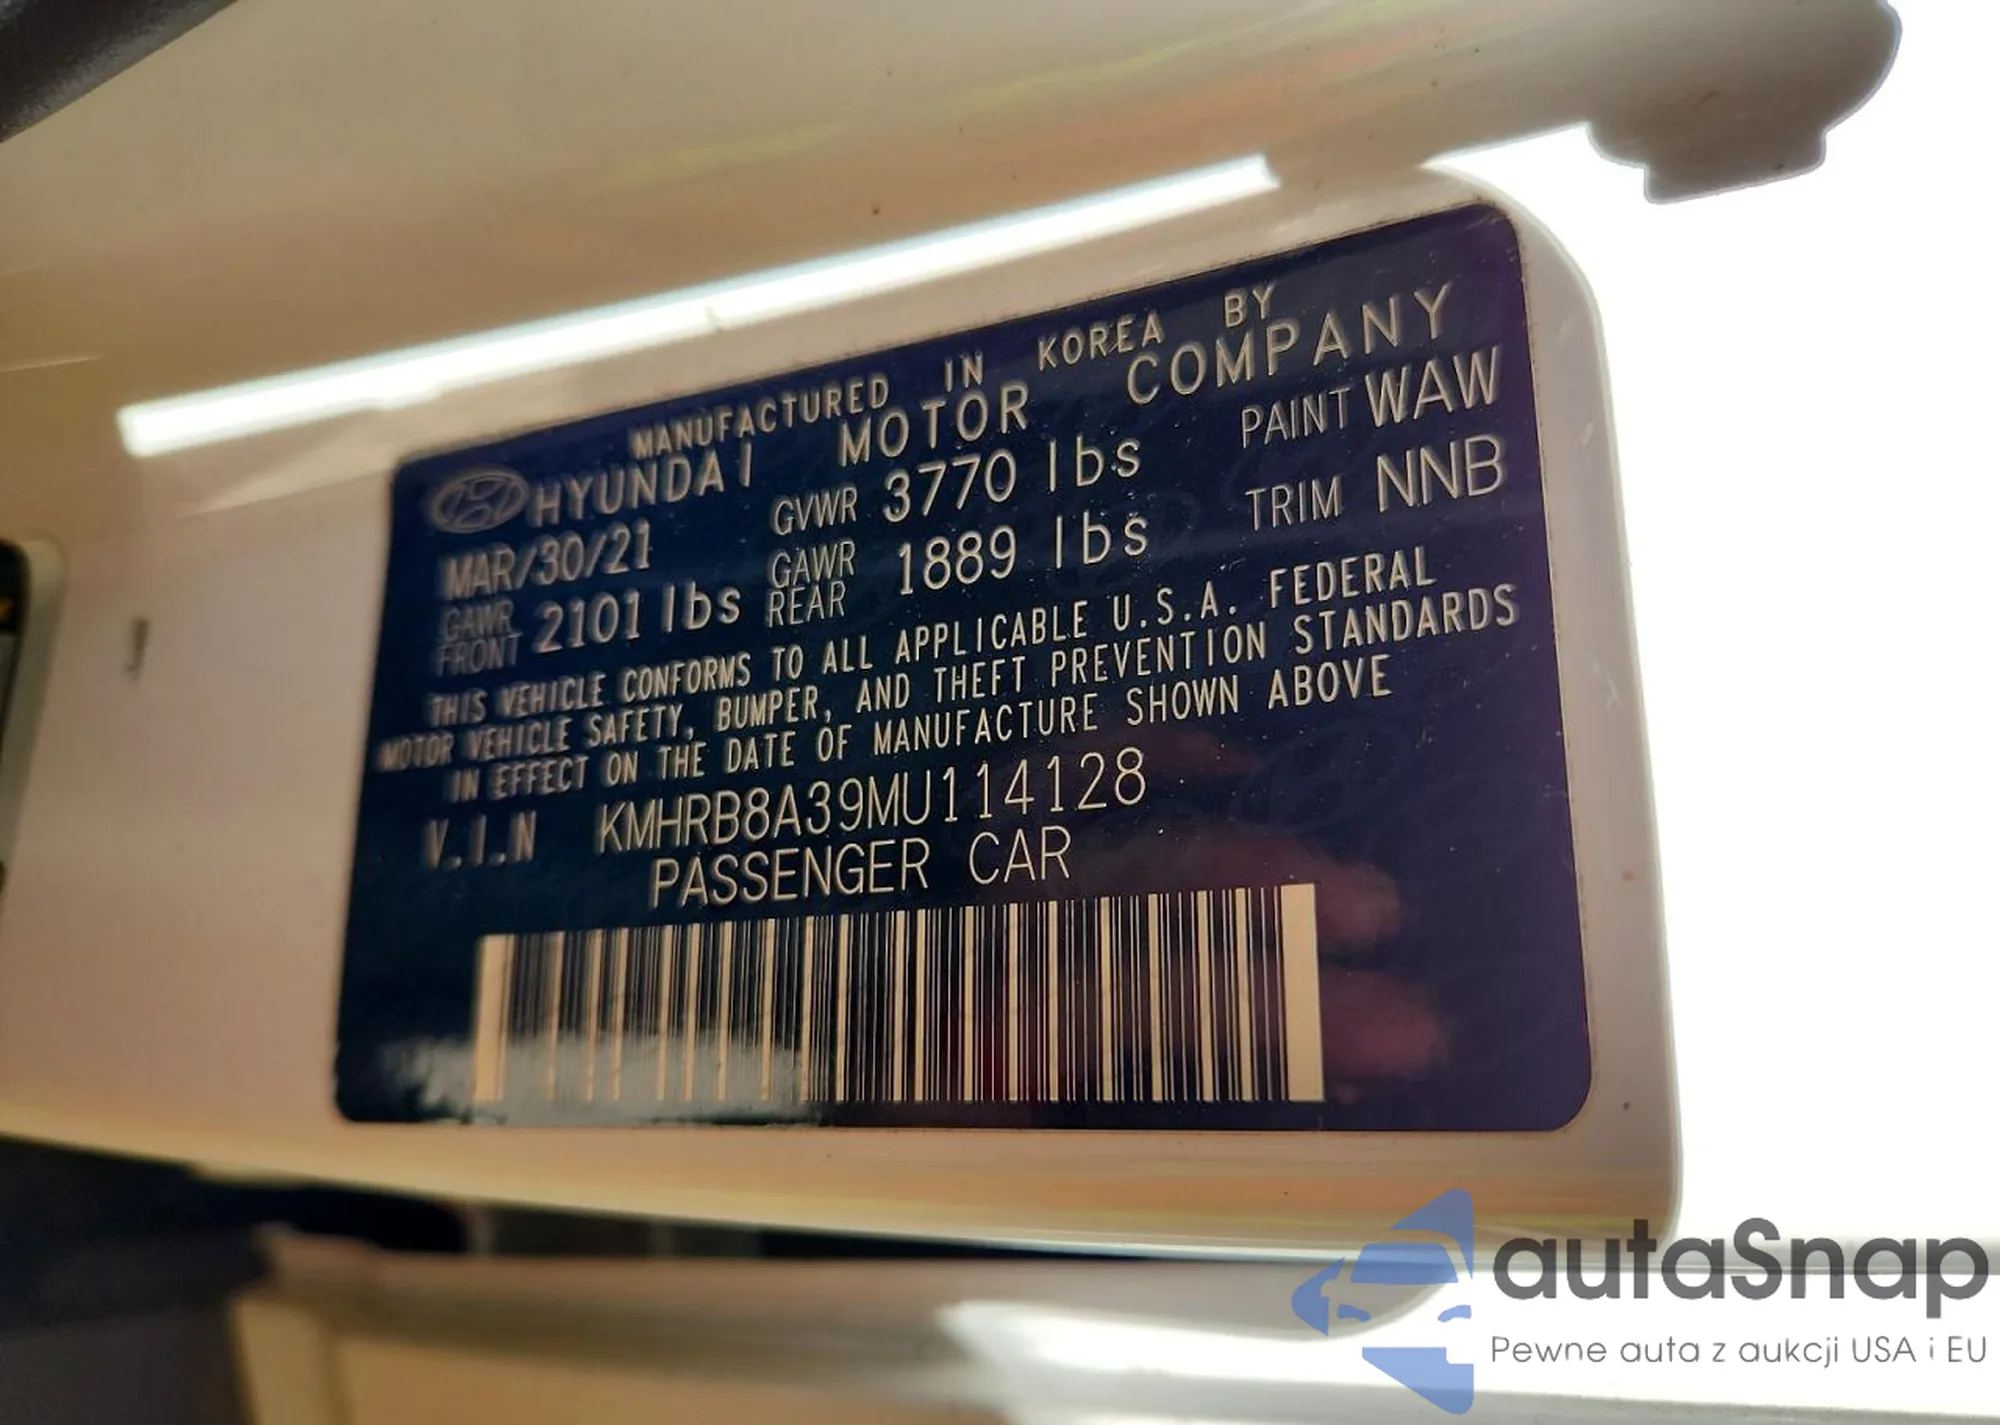 MANUFACTURED IN KOREA BY
HYUNDAI MOTOR COMPANY
MAR/30/21 GVWR 3770 lbs PAINT WAW
GAWR FRONT 2101 lbs GAWR REAR 1889 lbs TRIM NNB
THIS VEHICLE CONFORMS TO ALL APPLICABLE U.S.A. FEDERAL
MOTOR VEHICLE SAFETY, BUMPER, AND THEFT PREVENTION STANDARDS
IN EFFECT ON THE DATE OF MANUFACTURE SHOWN ABOVE
V.I.N KMHRB8A39MU114128
PASSENGER CAR
autaSnap
Pewne auta z aukcji USA i EU